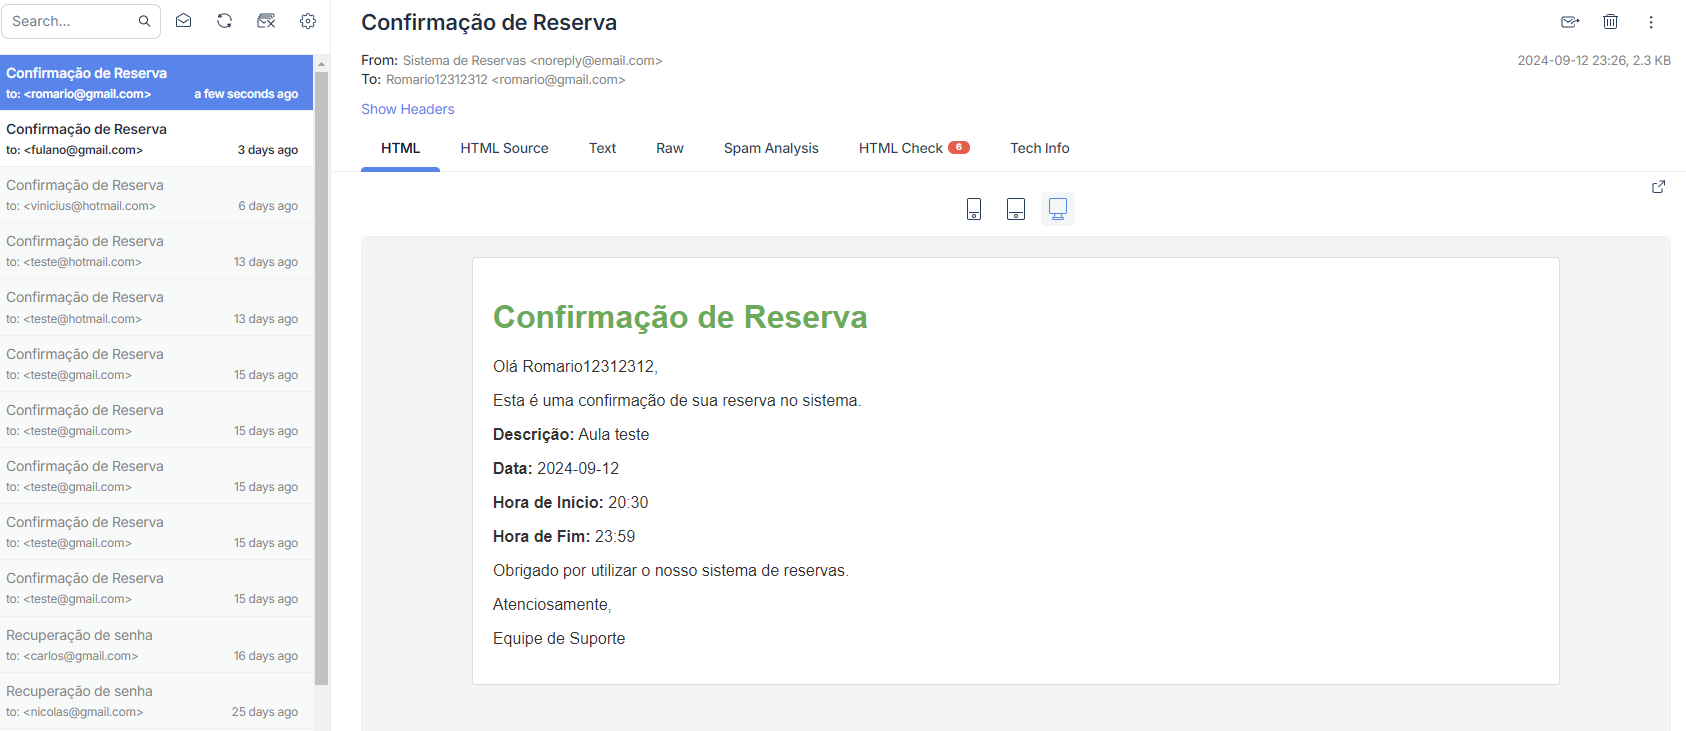 Search...
Confirmação de Reserva
to: <romario@gmail.com> a few seconds ago
Confirmação de Reserva
to: <fulano@gmail.com> 3 days ago
Confirmação de Reserva
to: <vinicius@hotmail.com> 6 days ago
Confirmação de Reserva
to: <teste@hotmail.com> 13 days ago
Confirmação de Reserva
to: <teste@hotmail.com> 13 days ago
Confirmação de Reserva
to: <teste@gmail.com> 15 days ago
Confirmação de Reserva
to: <teste@gmail.com> 15 days ago
Confirmação de Reserva
to: <teste@gmail.com> 15 days ago
Confirmação de Reserva
to: <teste@gmail.com> 15 days ago
Confirmação de Reserva
to: <teste@gmail.com> 15 days ago
Recuperação de senha
to: <carlos@gmail.com> 16 days ago
Recuperação de senha
to: <nicolas@gmail.com> 25 days ago
Confirmação de Reserva
From: Sistema de Reservas <noreply@email.com> 2024-09-12 23:26, 2.3 KB
To: Romario12312312 <romario@gmail.com>
Show Headers
HTML HTML Source Text Raw Spam Analysis HTML Check 6 Tech Info
Confirmação de Reserva
Olá Romario12312312,
Esta é uma confirmação de sua reserva no sistema.
Descrição: Aula teste
Data: 2024-09-12
Hora de Início: 20:30
Hora de Fim: 23:59
Obrigado por utilizar o nosso sistema de reservas.
Atenciosamente,
Equipe de Suporte